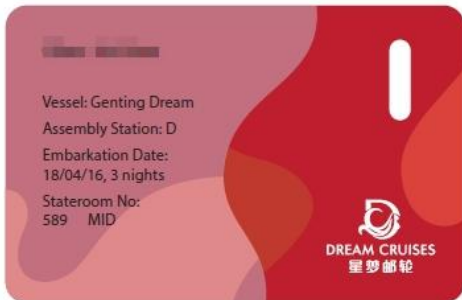 Vessel: Genting Dream
Assembly Station: D
Embarkation Date:
18/04/16, 3 nights
Stateroom No:
589 MID
DREAM CRUISES
星梦邮轮